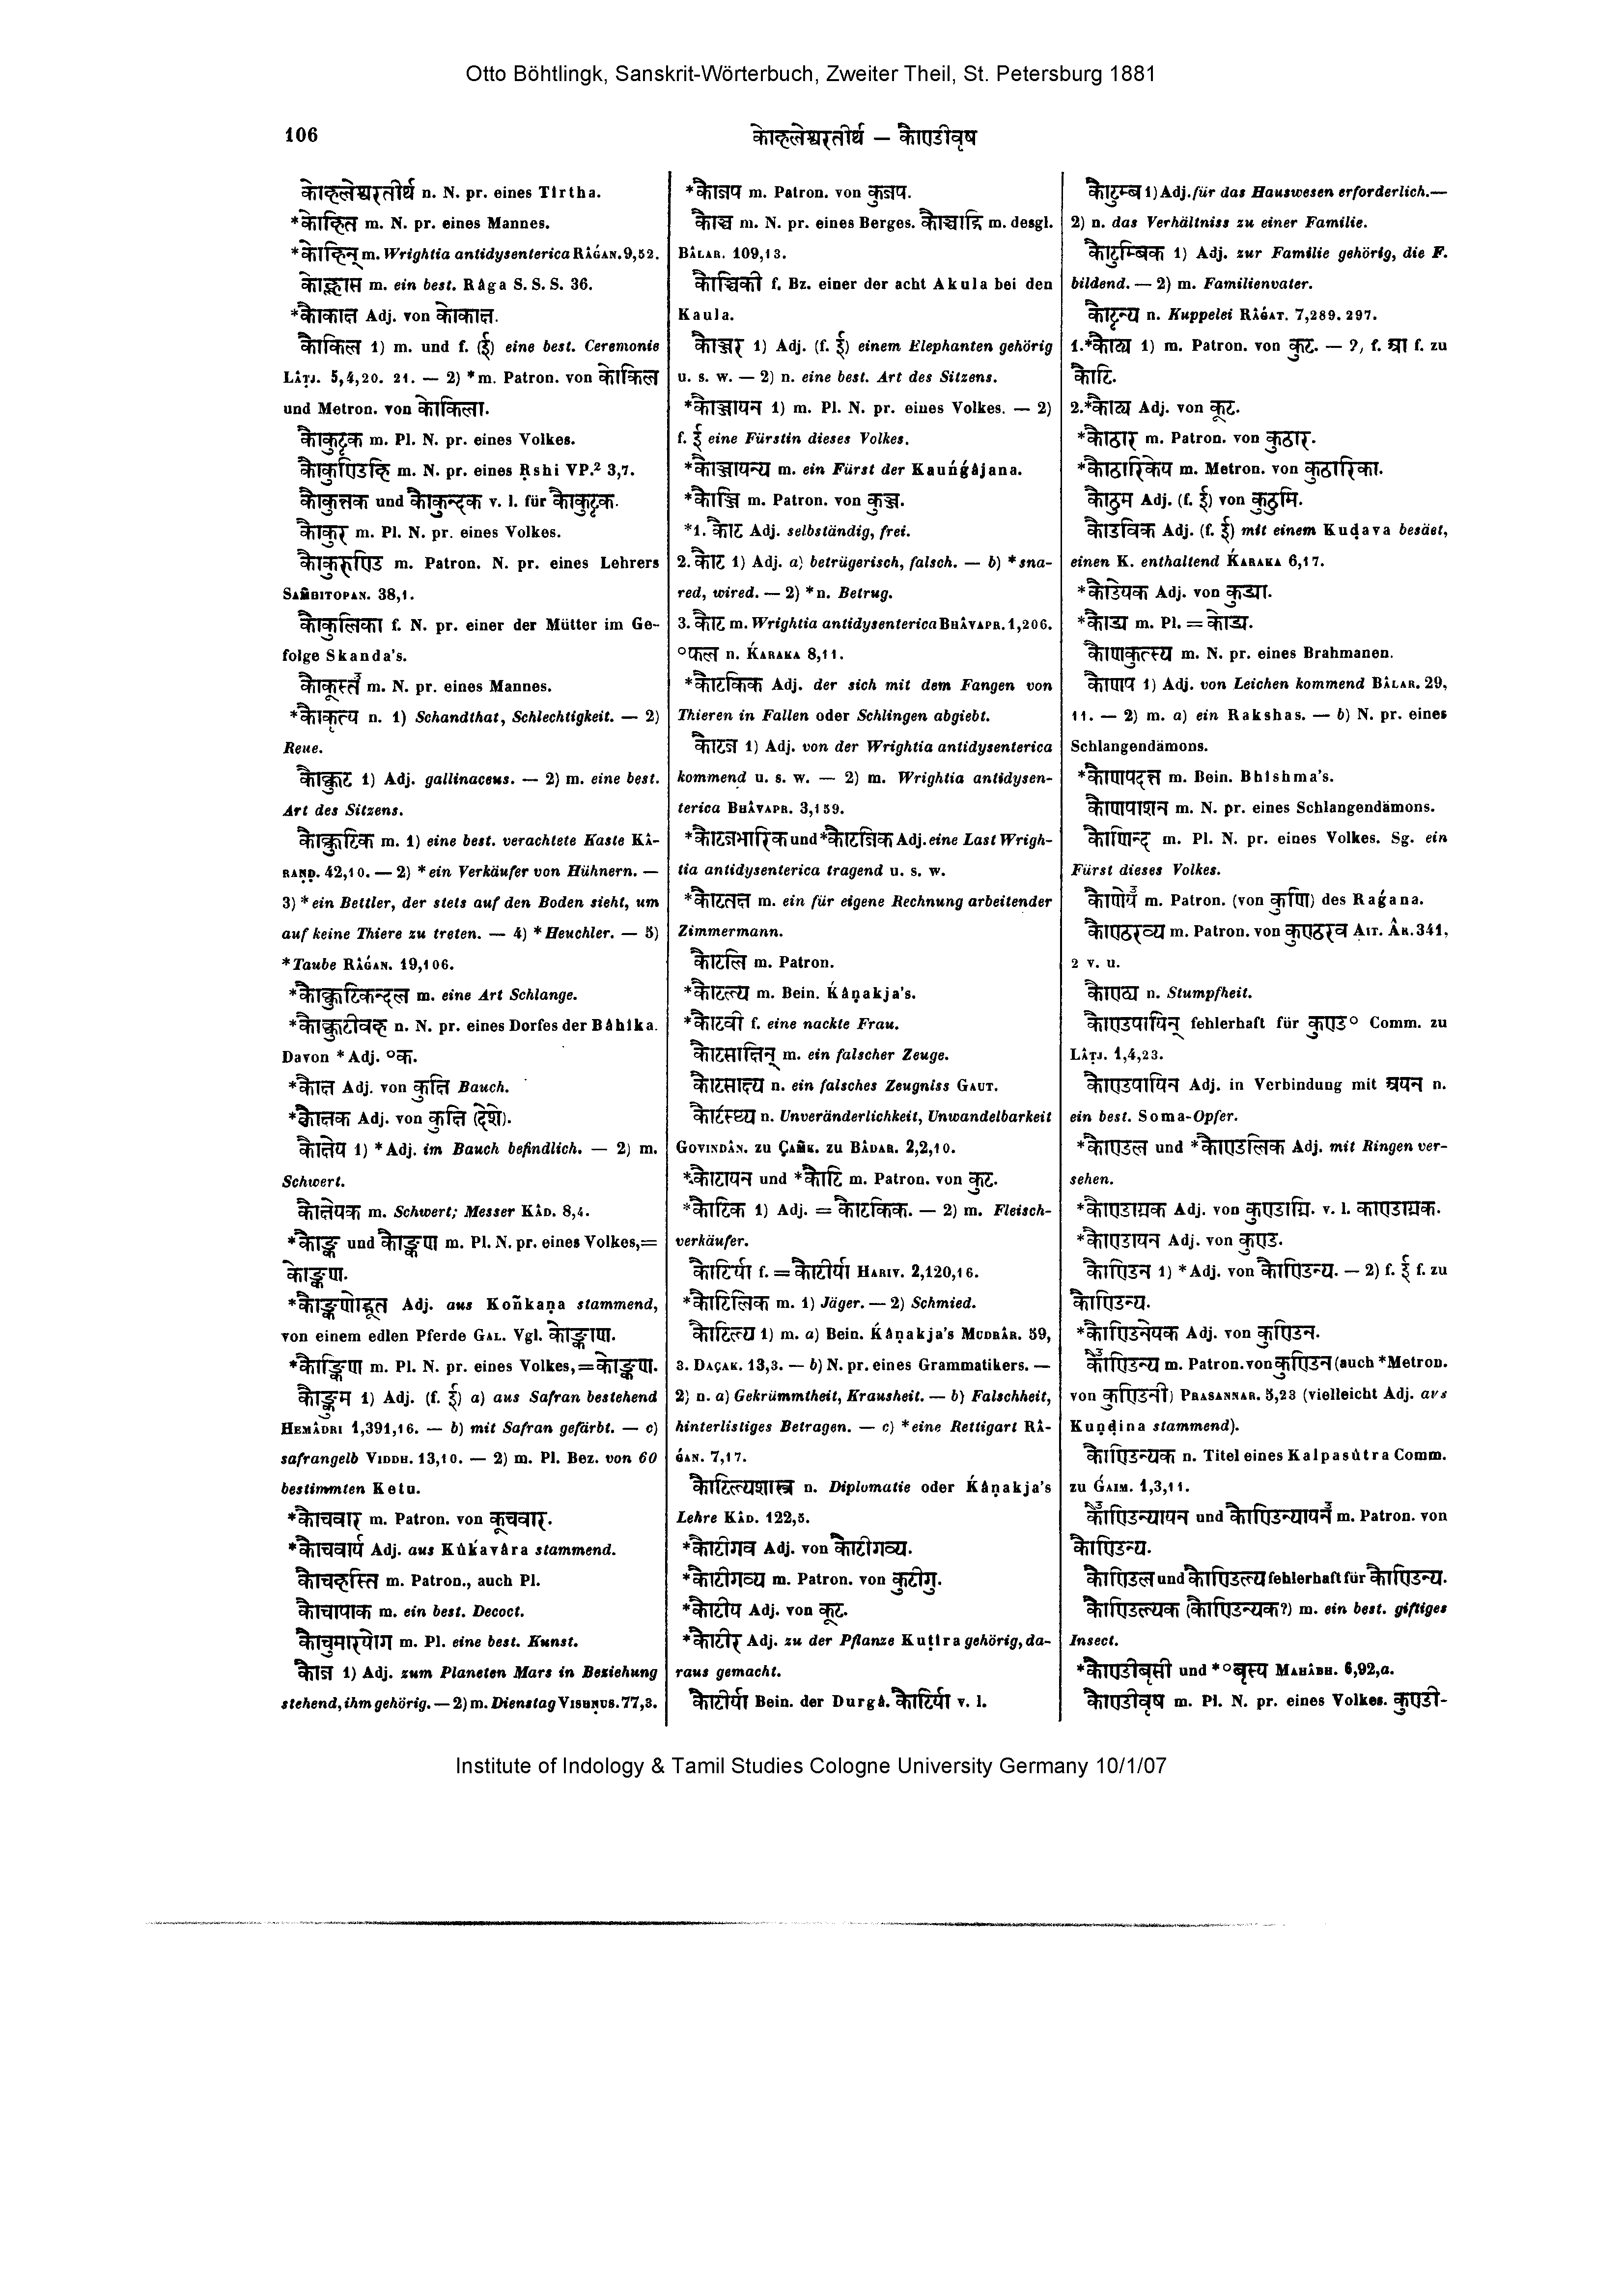 Otto Böhtlingk, Sanskrit-Wörterbuch, Zweiter Theil, St. Petersburg 1881
106
कोहलेश्वरतीर्थ — कौण्डीवृष
कोहलेश्वरतीर्थ n. N. pr. eines Tîrtha.
*कोहित m. N. pr. eines Mannes.
*कोहिन् m. Wrightia antidysenterica RÂǴAN. 9,52.
कोह्लास m. ein best. Râga S. S. S. 36.
*कौकाक्ष Adj. von कोकाक्ष.
कौकिल 1) m. und f. (ई) eine best. Ceremonie
LÂṬJ. 5,4,20. 21. — 2) *m. Patron. von कोकिल
und Metron. von कोकिला.
कौकुट्टक m. Pl. N. pr. eines Volkes.
कौकुण्डिहि m. N. pr. eines Ṛshi VP.² 3,7.
कौकुत्तक und कौकुन्दक v. l. für कौकुट्टक.
कौकुर m. Pl. N. pr. eines Volkes.
कौकुरुण्डि m. Patron. N. pr. eines Lehrers
SAM̃HITOPAN. 38,1.
कौकुलिका f. N. pr. einer der Mütter im Ge-
folge Skanda's.
कौकूस्त m. N. pr. eines Mannes.
*कौकृत्य n. 1) Schandthat, Schlechtigkeit. — 2)
Reue.
कौक्कुट 1) Adj. gallinaceus. — 2) m. eine best.
Art des Sitzens.
कौक्कुटिक m. 1) eine best. verachtete Kaste KÂ-
RAṆḌ. 42,10. — 2) *ein Verkäufer von Hühnern. —
3) *ein Bettler, der stets auf den Boden sieht, um
auf keine Thiere zu treten. — 4) *Heuchler. — 5)
*Taube RÂǴAN. 19,106.
*कौक्कुटिकन्दल m. eine Art Schlange.
*कौक्कुटीवह n. N. pr. eines Dorfes der Bâhîka.
Davon *Adj. °क.
*कौक्ष Adj. von कुक्षि Bauch.
*कौक्षक Adj. von कुक्षि (देशे).
कौक्षेय 1) *Adj. im Bauch befindlich. — 2) m.
Schwert.
कौक्षेयक m. Schwert; Messer KÂD. 8,4.
*कौङ्क und कौङ्कण m. Pl. N. pr. eines Volkes, =
कोङ्कण.
*कौङ्कणोद्भूत Adj. aus Koñkaṇa stammend,
von einem edlen Pferde GAL. Vgl. कोङ्काण.
*कौङ्किण m. Pl. N. pr. eines Volkes, = कोङ्कण.
कौङ्कुम 1) Adj. (f. ई) a) aus Safran bestehend
HEMÂDRI 1,391,16. — b) mit Safran gefärbt. — c)
safrangelb VIDDH. 13,10. — 2) m. Pl. Bez. von 60
bestimmten Ketu.
*कौचवार m. Patron. von कूचवार.
*कौचवार्य Adj. aus Kûḱavâra stammend.
कौचहस्ति m. Patron., auch Pl.
कौचापाक m. ein best. Decoct.
कौचुमारयोग m. Pl. eine best. Kunst.
कौज 1) Adj. zum Planeten Mars in Beziehung
stehend, ihm gehörig. — 2) m. Dienstag VISHṆUS. 77,3.
*कौजप m. Patron. von कुजप.
कौञ्च m. N. pr. eines Berges. कौञ्चाद्रि m. desgl.
BÂLAR. 109,13.
कौञ्चिकी f. Bz. einer der acht Akula bei den
Kaula.
कौञ्जर 1) Adj. (f. ई) einem Elephanten gehörig
u. s. w. — 2) n. eine best. Art des Sitzens.
*कौञ्जायन 1) m. Pl. N. pr. eines Volkes. — 2)
f. ई eine Fürstin dieses Volkes.
*कौञ्जायन्य m. ein Fürst der Kauńǵâjana.
*कौञ्जि m. Patron. von कुञ्ज.
*1. कौट Adj. selbständig, frei.
2. कौट 1) Adj. a) betrügerisch, falsch. — b) *sna-
red, wired. — 2) *n. Betrug.
3. कौट m. Wrightia antidysenterica BHÂVAPR. 1,206.
°फल n. ḰARAKA 8,11.
*कौटकिक Adj. der sich mit dem Fangen von
Thieren in Fallen oder Schlingen abgiebt.
कौटज 1) Adj. von der Wrightia antidysenterica
kommend u. s. w. — 2) m. Wrightia antidysen-
terica BHÂVAPR. 3,159.
*कौटजभारिक und *कौटजिक Adj. eine Last Wrigh-
tia antidysenterica tragend u. s. w.
*कौटतक्ष m. ein für eigene Rechnung arbeitender
Zimmermann.
कौटलि m. Patron.
*कौटल्य m. Bein. Ḱâṇakja's.
*कौटवी f. eine nackte Frau.
कौटसाक्षिन् m. ein falscher Zeuge.
कौटसाक्ष्य n. ein falsches Zeugniss GAUT.
कौटस्थ्य n. Unveränderlichkeit, Unwandelbarkeit
GOVINDÂN. zu ÇAM̃K. zu BÂDAR. 2,2,10.
*कौटायन und *कौटि m. Patron. von कुट.
*कौटिक 1) Adj. = कौटकिक. — 2) m. Fleisch-
verkäufer.
कौटिर्या f. = कौटीर्या HARIV. 2,120,16.
*कौटिलिक m. 1) Jäger. — 2) Schmied.
कौटिल्य 1) m. a) Bein. Ḱâṇakja's MUDRÂR. 59,
3. DAÇAK. 13,3. — b) N. pr. eines Grammatikers. —
2) n. a) Gekrümmtheit, Krausheit. — b) Falschheit,
hinterlistiges Betragen. — c) *eine Rettigart RÂ-
ǴAN. 7,17.
कौटिल्यशास्त्र n. Diplomatie oder Ḱâṇakja's
Lehre KÂD. 122,5.
*कौटीगव Adj. von कौटीगव्य.
*कौटीगव्य m. Patron. von कुटीगु.
*कौटीय Adj. von कूट.
*कौटीर Adj. zu der Pflanze Kuṭîra gehörig, da-
raus gemacht.
कौटीर्या Bein. der Durgâ. कौटिर्या v. l.
कौटुम्ब 1) Adj. für das Hauswesen erforderlich. —
2) n. das Verhältniss zu einer Familie.
कौटुम्बिक 1) Adj. zur Familie gehörig, die F.
bildend. — 2) m. Familienvater.
कौट्टन्य n. Kuppelei RÂǴAT. 7,289. 297.
1. *कौट्य 1) m. Patron. von कुट. — 2) f. आ f. zu
कौटि.
2. *कौट्य Adj. von कूट.
*कौठार m. Patron. von कुठार.
*कौठारिकेय m. Metron. von कुठारिका.
कौठुम Adj. (f. ई) von कुठुमि.
कौडविक Adj. (f. ई) mit einem Kuḍava besäet,
einen K. enthaltend ḰARAKA 6,17.
*कौडेयक Adj. von कुड्या.
*कौड्य m. Pl. = कोड्य.
कौणकुत्स्य m. N. pr. eines Brahmanen.
कौणप 1) Adj. von Leichen kommend BÂLAR. 29,
11. — 2) m. a) ein Rakshas. — b) N. pr. eines
Schlangendämons.
*कौणपदन्त m. Bein. Bhîshma's.
कौणपाशन m. N. pr. eines Schlangendämons.
कौणिन्द m. Pl. N. pr. eines Volkes. Sg. ein
Fürst dieses Volkes.
कौणेय m. Patron. (von कुणि) des Raǵana.
कौण्ठरव्य m. Patron. von कुण्ठरव AIT. ÂR. 341,
2 v. u.
कौण्ठ्य n. Stumpfheit.
कौण्डपायिन् fehlerhaft für कुण्ड° Comm. zu
LÂṬJ. 1,4,23.
कौण्डपायिन Adj. in Verbindung mit अयन n.
ein best. Soma-Opfer.
*कौण्डल und *कौण्डलिक Adj. mit Ringen ver-
sehen.
*कौण्डाग्नक Adj. von कुण्डाग्नि. v. l. काण्डाग्नक.
*कौण्डायन Adj. von कुण्ड.
कौण्डिन 1) *Adj. von कौण्डिन्य. — 2) f. ई f. zu
कौण्डिन्य.
*कौण्डिनेयक Adj. von कुण्डिन.
कौण्डिन्य m. Patron. von कुण्डिन (auch *Metron.
von कुण्डिनी) PRASANNAR. 5,23 (vielleicht Adj. aus
Kuṇḍina stammend).
कौण्डिन्यक n. Titel eines Kalpasûtra Comm.
zu ǴAIM. 1,3,11.
कौण्डिन्यायन und कौण्डिन्यायन m. Patron. von
कौण्डिन्य.
कौण्डिल und कौण्डिल्य fehlerhaft für कौण्डिन्य.
कौण्डिल्यक (कौण्डिन्यक?) m. ein best. giftiges
Insect.
*कौण्डीबृसी und *°बृस्य MAHÂBH. 6,92,a.
कौण्डीवृष m. Pl. N. pr. eines Volkes. कुण्डी-
Institute of Indology & Tamil Studies Cologne University Germany 10/1/07